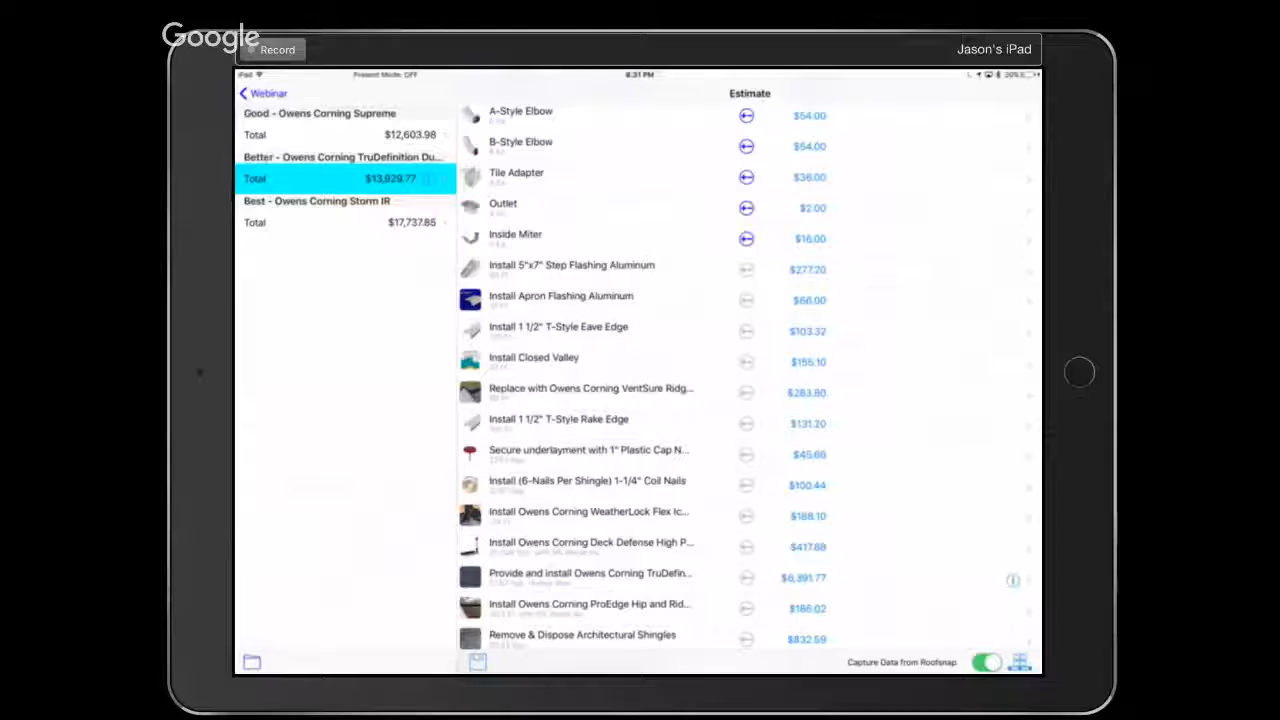 Google
Record
Jason's iPad
iPad
Present Mode: OFF
8:31 PM
20%
Webinar
Estimate
Good - Owens Corning Supreme
Total $12,603.98
Better - Owens Corning TruDefinition Du...
Total $13,929.77
Best - Owens Corning Storm IR
Total $17,737.85
A-Style Elbow $54.00
B-Style Elbow $54.00
Tile Adapter $36.00
Outlet $2.00
Inside Miter $16.00
Install 5"x7" Step Flashing Aluminum $277.20
Install Apron Flashing Aluminum $66.00
Install 1 1/2" T-Style Eave Edge $103.32
Install Closed Valley $155.10
Replace with Owens Corning VentSure Ridg... $283.80
Install 1 1/2" T-Style Rake Edge $131.20
Secure underlayment with 1" Plastic Cap N... $45.66
Install (6-Nails Per Shingle) 1-1/4" Coil Nails $100.44
Install Owens Corning WeatherLock Flex Ic... $188.10
Install Owens Corning Deck Defense High P... $417.88
Provide and install Owens Corning TruDefin... $6,391.77
Install Owens Corning ProEdge Hip and Rid... $186.02
Remove & Dispose Architectural Shingles $832.59
Capture Data from Roofsnap